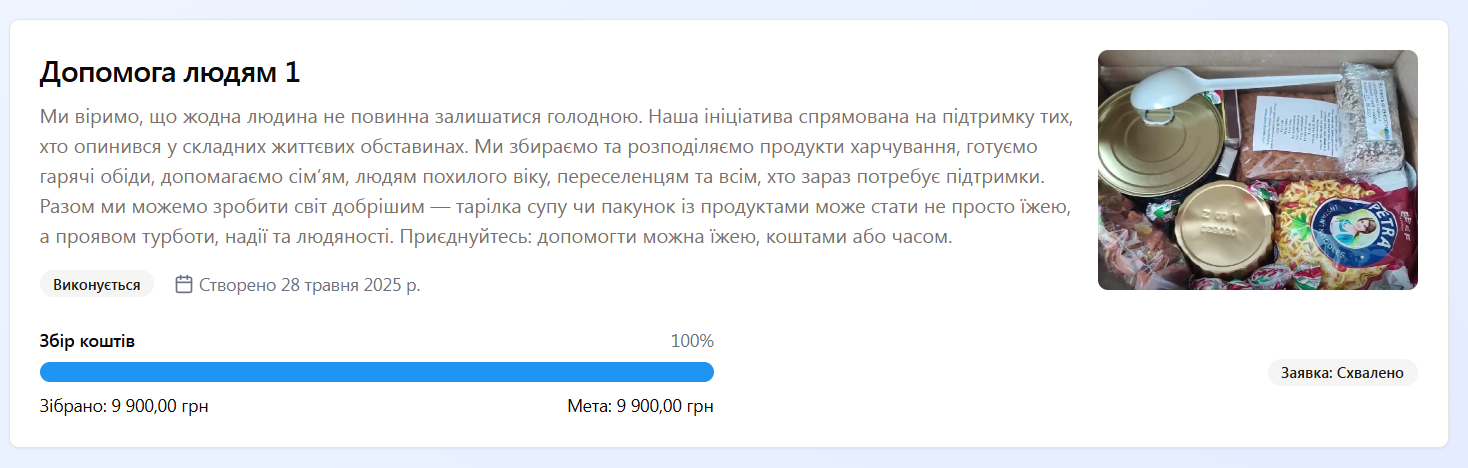 Допомога людям 1
Ми віримо, що жодна людина не повинна залишатися голодною. Наша ініціатива спрямована на підтримку тих,
хто опинився у складних життєвих обставинах. Ми збираємо та розподіляємо продукти харчування, готуємо
гарячі обіди, допомагаємо сім’ям, людям похилого віку, переселенцям та всім, хто зараз потребує підтримки.
Разом ми можемо зробити світ добрішим — тарілка супу чи пакунок із продуктами може стати не просто їжею,
а проявом турботи, надії та людяності. Приєднуйтесь: допомогти можна їжею, коштами або часом.
PETRA
BEEF
Виконується
Створено 28 травня 2025 р.
Збір коштів
100%
Заявка: Схвалено
Зібрано: 9 900,00 грн
Мета: 9 900,00 грн